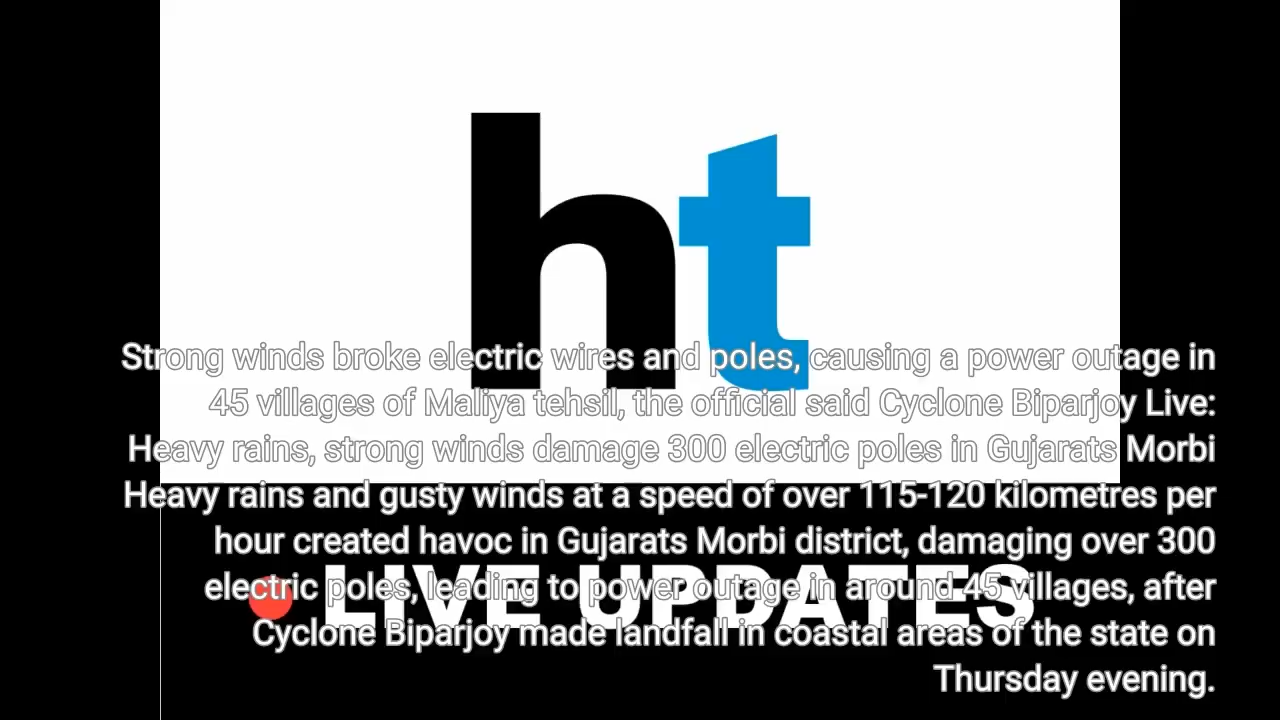 ht
Strong winds broke electric wires and poles, causing a power outage in
45 villages of Maliya tehsil, the official said Cyclone Biparjoy Live:
Heavy rains, strong winds damage 300 electric poles in Gujarats Morbi
Heavy rains and gusty winds at a speed of over 115-120 kilometres per
hour created havoc in Gujarats Morbi district, damaging over 300
electric poles, leading to power outage in around 45 villages, after
LIVE UPDATES
Cyclone Biparjoy made landfall in coastal areas of the state on
Thursday evening.